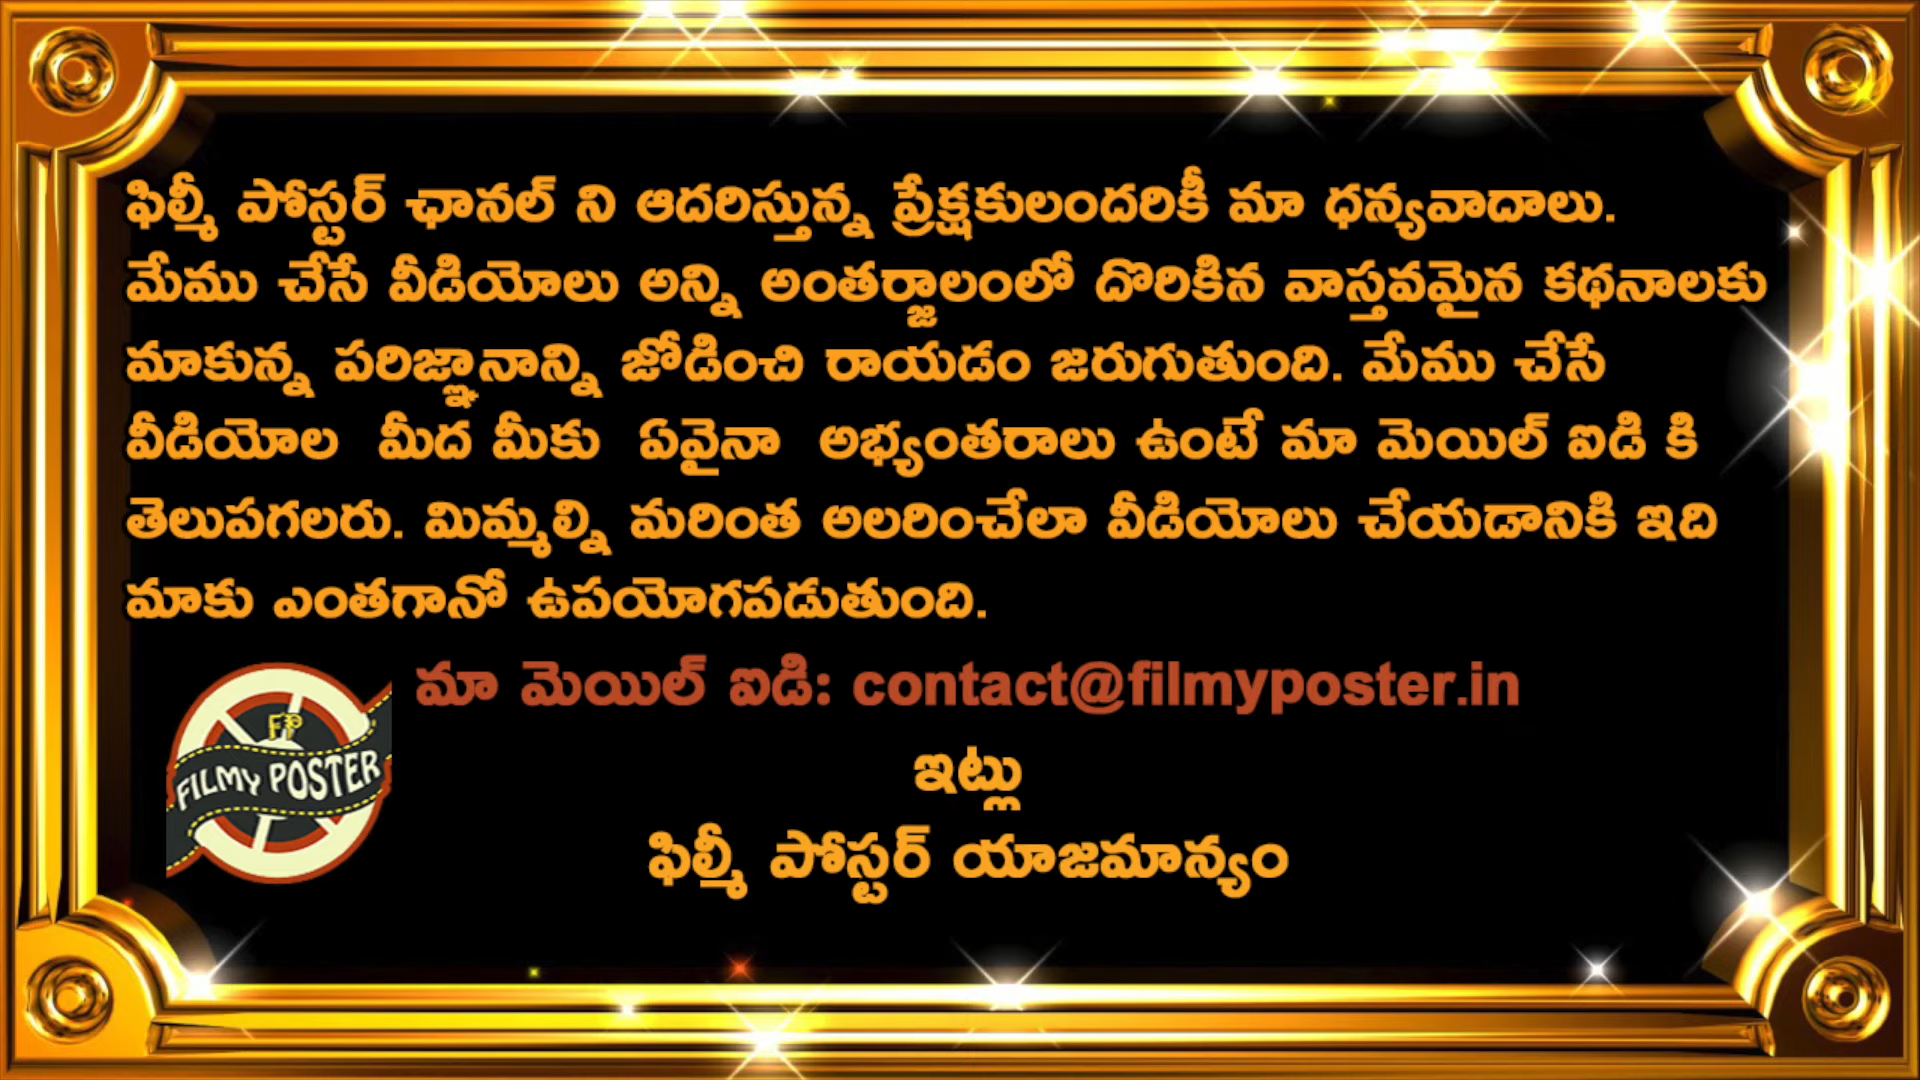 ఫిల్మీ పోస్టర్ ఛానల్ ని ఆదరిస్తున్న ప్రేక్షకులందరికీ మా ధన్యవాదాలు.
మేము చేసే వీడియోలు అన్ని అంతర్జాలంలో దొరికిన వాస్తవమైన కథనాలకు
మాకున్న పరిజ్ఞానాన్ని జోడించి రాయడం జరుగుతుంది. మేము చేసే
వీడియోల మీద మీకు ఏవైనా అభ్యంతరాలు ఉంటే మా మెయిల్ ఐడి కి
తెలుపగలరు. మిమ్మల్ని మరింత అలరించేలా వీడియోలు చేయడానికి ఇది
మాకు ఎంతగానో ఉపయోగపడుతుంది.
మా మెయిల్ ఐడి: contact@filmyposter.in
FP
FILMY POSTER
ఇట్లు
ఫిల్మీ పోస్టర్ యాజమాన్యం